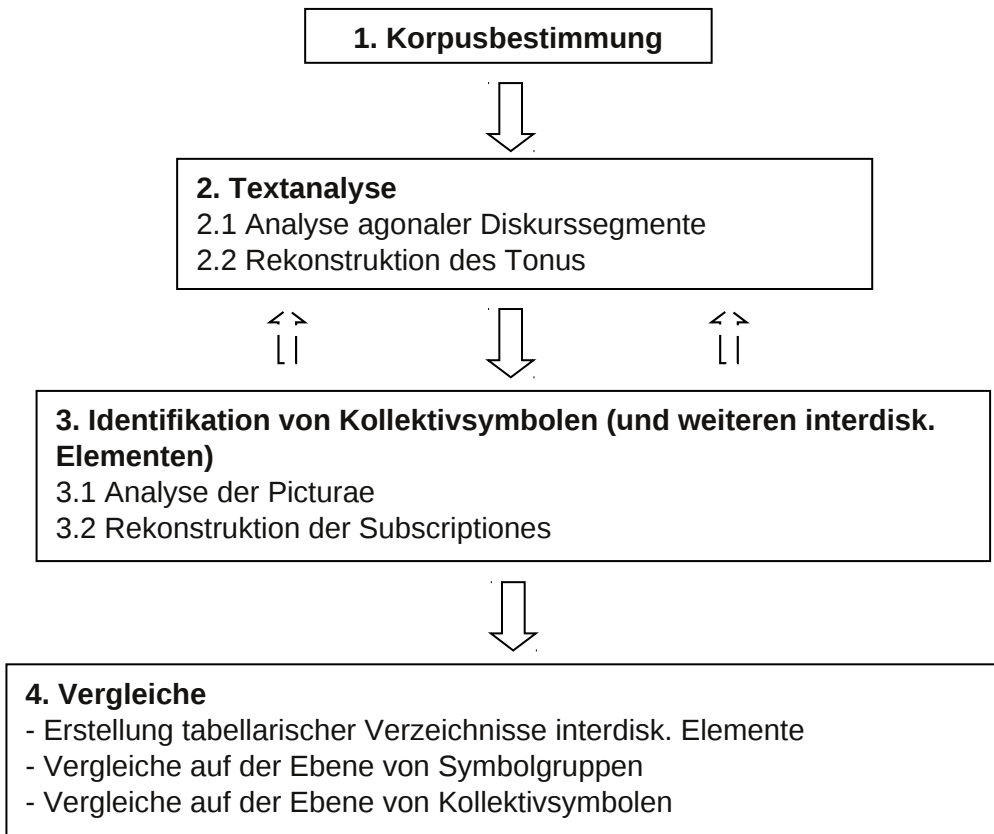 1. Korpusbestimmung
2. Textanalyse
2.1 Analyse agonaler Diskurssegmente
2.2 Rekonstruktion des Tonus
3. Identifikation von Kollektivsymbolen (und weiteren interdisk.
Elementen)
3.1 Analyse der Picturae
3.2 Rekonstruktion der Subscriptiones
4. Vergleiche
- Erstellung tabellarischer Verzeichnisse interdisk. Elemente
- Vergleiche auf der Ebene von Symbolgruppen
- Vergleiche auf der Ebene von Kollektivsymbolen